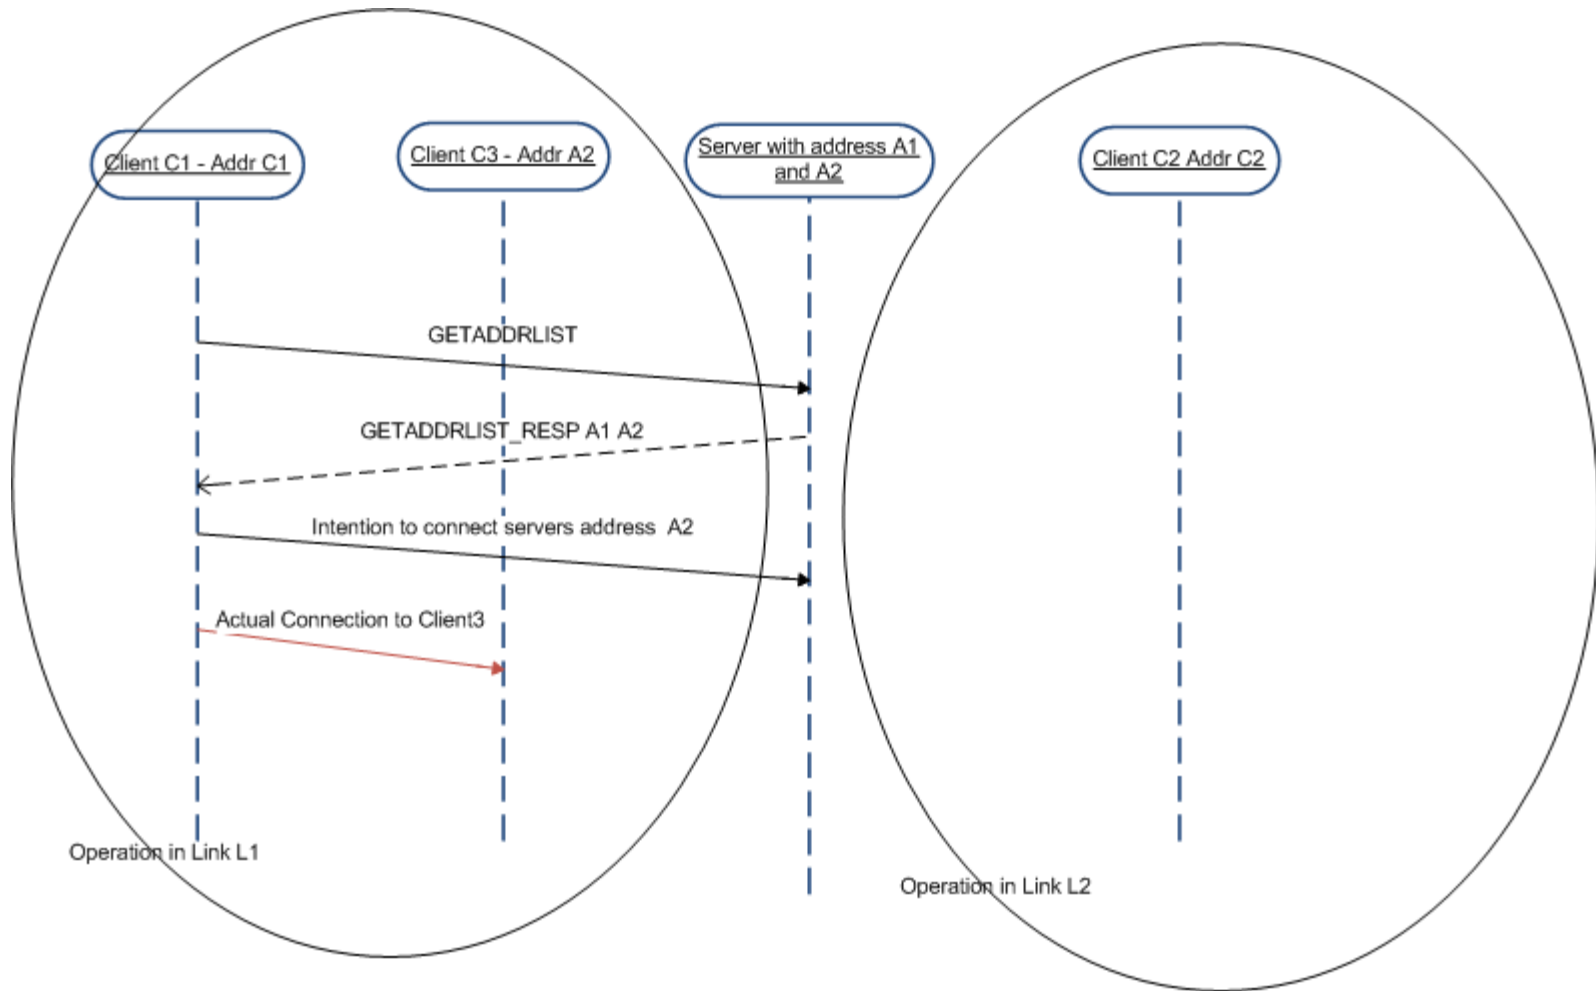 Client C1 - Addr C1
Client C3 - Addr A2
Server with address A1
and A2
Client C2 Addr C2
GETADDRLIST
GETADDRLIST_RESP A1 A2
Intention to connect servers address  A2
Actual Connection to Client3
Operation in Link L1
Operation in Link L2